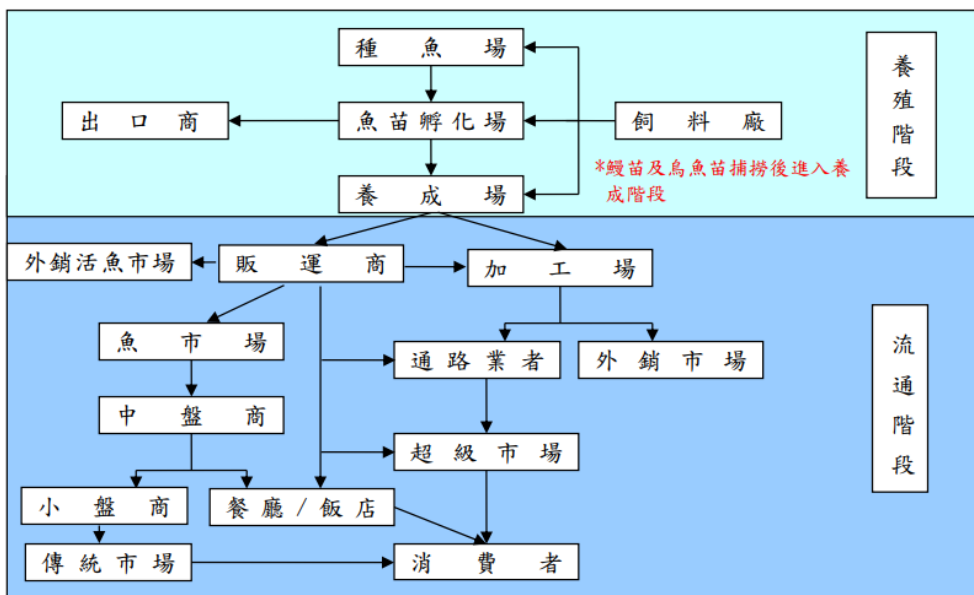 種魚場
養殖階段
出口商
魚苗孵化場
飼料廠
*鰻苗及烏魚苗捕撈後進入養
成階段
養成場
外銷活魚市場
販運商
加工場
魚市場
通路業者
外銷市場
流通階段
中盤商
超級市場
小盤商
餐廳/飯店
傳統市場
消費者